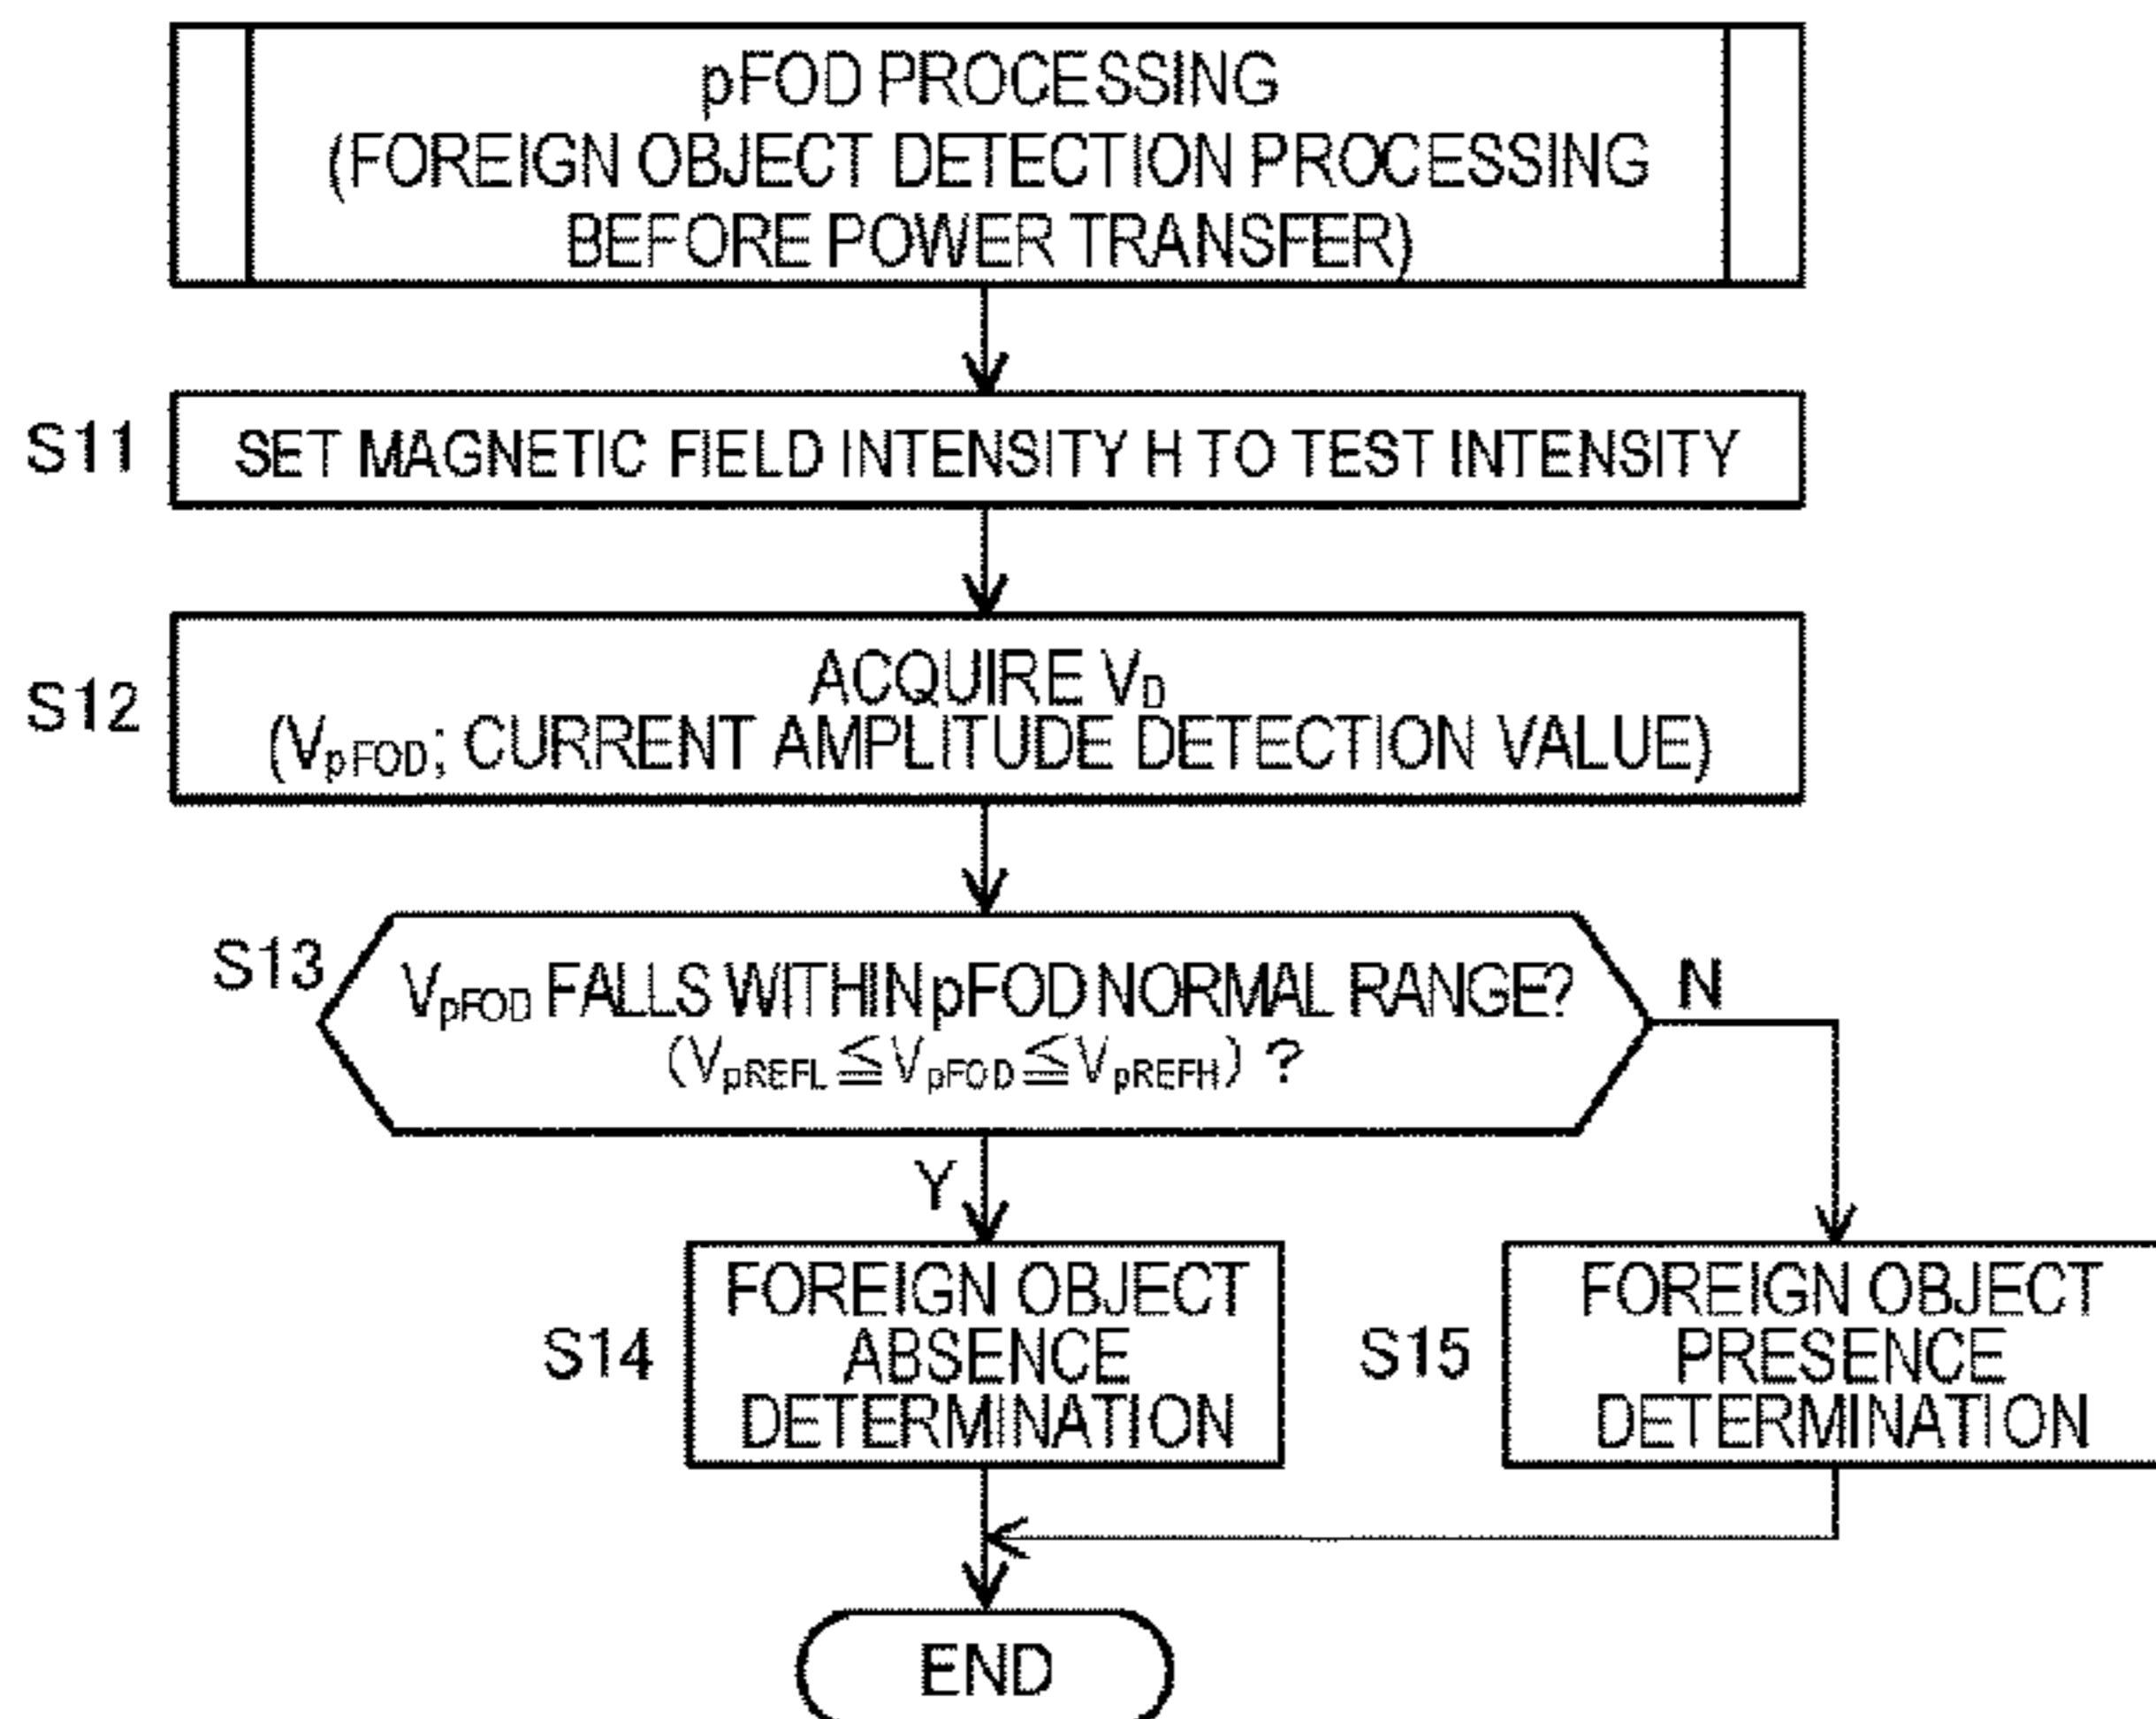 pFOD PROCESSING
(FOREIGN OBJECT DETECTION PROCESSING
BEFORE POWER TRANSFER)
S11
SET MAGNETIC FIELD INTENSITY H TO TEST INTENSITY
S12
ACQUIRE VD
(VpFOD; CURRENT AMPLITUDE DETECTION VALUE)
S13
VpFOD FALLS WITHIN pFOD NORMAL RANGE?
(VpREFL≦VpFOD≦VpREFH) ?
N
Y
S14
FOREIGN OBJECT
ABSENCE
DETERMINATION
S15
FOREIGN OBJECT
PRESENCE
DETERMINATION
END